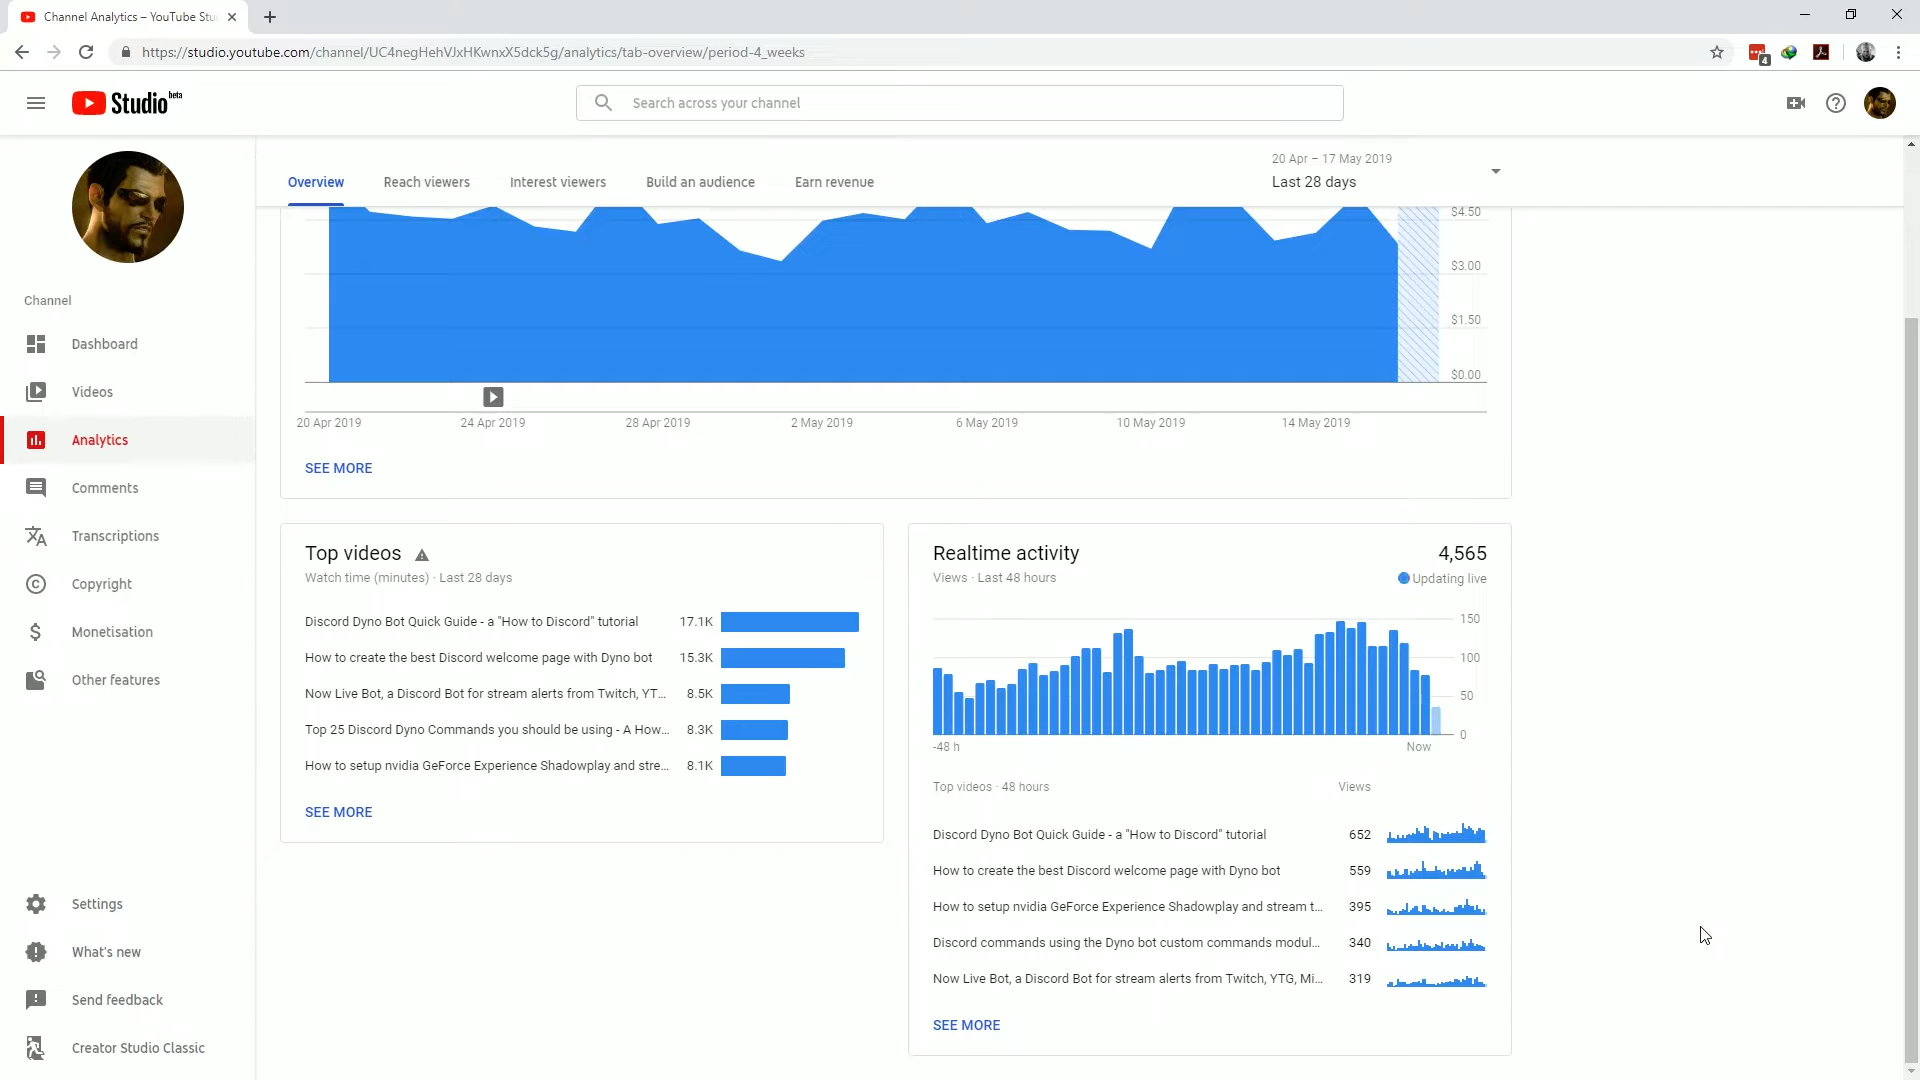 Channel Analytics – YouTube Stu
https://studio.youtube.com/channel/UC4negHehVJxHKwnxX5dck5g/analytics/tab-overview/period-4_weeks
4
Studio beta
Search across your channel
20 Apr – 17 May 2019
Last 28 days
Overview
Reach viewers
Interest viewers
Build an audience
Earn revenue
Channel
Dashboard
Videos
Analytics
Comments
Transcriptions
Copyright
Monetisation
Other features
Settings
What's new
Send feedback
Creator Studio Classic
$4.50
$3.00
$1.50
$0.00
20 Apr 2019
24 Apr 2019
28 Apr 2019
2 May 2019
6 May 2019
10 May 2019
14 May 2019
SEE MORE
Top videos
Watch time (minutes) · Last 28 days
Discord Dyno Bot Quick Guide - a "How to Discord" tutorial 17.1K
How to create the best Discord welcome page with Dyno bot 15.3K
Now Live Bot, a Discord Bot for stream alerts from Twitch, YT... 8.5K
Top 25 Discord Dyno Commands you should be using - A How... 8.3K
How to setup nvidia GeForce Experience Shadowplay and stre... 8.1K
SEE MORE
Realtime activity 4,565
Views · Last 48 hours Updating live
150
100
50
0
-48 h Now
Top videos · 48 hours Views
Discord Dyno Bot Quick Guide - a "How to Discord" tutorial 652
How to create the best Discord welcome page with Dyno bot 559
How to setup nvidia GeForce Experience Shadowplay and stream t... 395
Discord commands using the Dyno bot custom commands modul... 340
Now Live Bot, a Discord Bot for stream alerts from Twitch, YTG, Mi... 319
SEE MORE